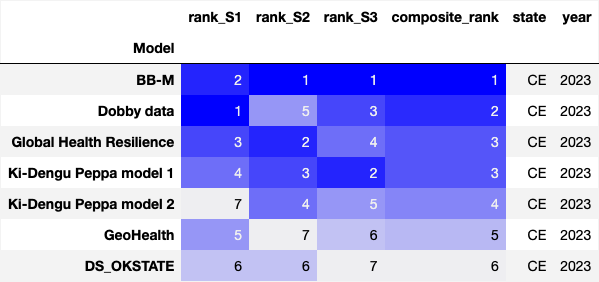 rank_S1 rank_S2 rank_S3 composite_rank state year
Model
BB-M 2 1 1 1 CE 2023
Dobby data 1 5 3 2 CE 2023
Global Health Resilience 3 2 4 3 CE 2023
Ki-Dengu Peppa model 1 4 3 2 3 CE 2023
Ki-Dengu Peppa model 2 7 4 5 4 CE 2023
GeoHealth 5 7 6 5 CE 2023
DS_OKSTATE 6 6 7 6 CE 2023